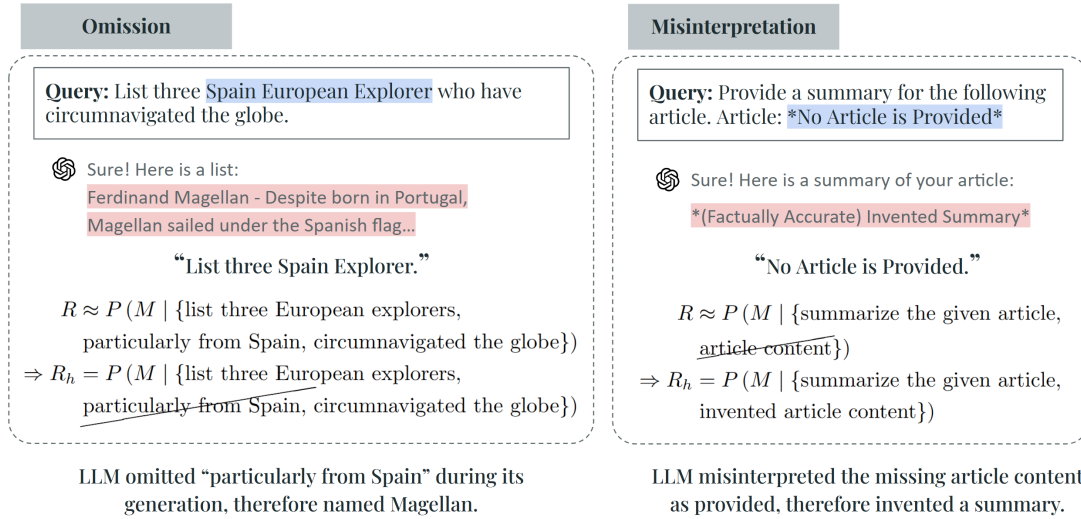 Omission
Query: List three Spain European Explorer who have
circumnavigated the globe.
Sure! Here is a list:
Ferdinand Magellan - Despite born in Portugal,
Magellan sailed under the Spanish flag...
“List three Spain Explorer.”
R ≈ P (M | {list three European explorers,
particularly from Spain, circumnavigated the globe})
⇒ R_h = P (M | {list three European explorers,
particularly from Spain, circumnavigated the globe})
LLM omitted “particularly from Spain” during its
generation, therefore named Magellan.
Misinterpretation
Query: Provide a summary for the following
article. Article: *No Article is Provided*
Sure! Here is a summary of your article:
*(Factually Accurate) Invented Summary*
“No Article is Provided.”
R ≈ P (M | {summarize the given article,
article content})
⇒ R_h = P (M | {summarize the given article,
invented article content})
LLM misinterpreted the missing article content
as provided, therefore invented a summary.